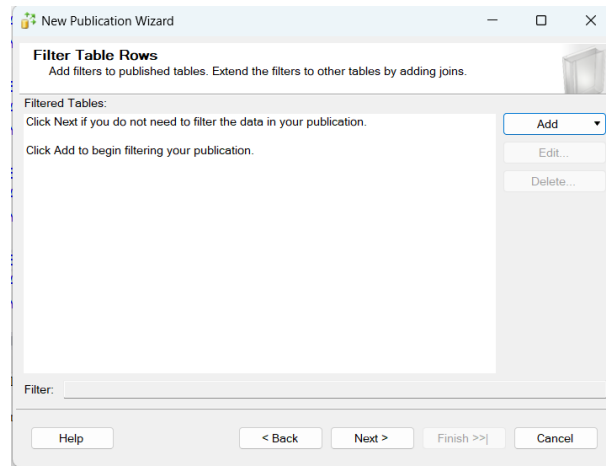 New Publication Wizard
Filter Table Rows
Add filters to published tables. Extend the filters to other tables by adding joins.
Filtered Tables:
Click Next if you do not need to filter the data in your publication.
Click Add to begin filtering your publication.
Add
Edit...
Delete...
Filter:
Help
< Back
Next >
Finish >>|
Cancel